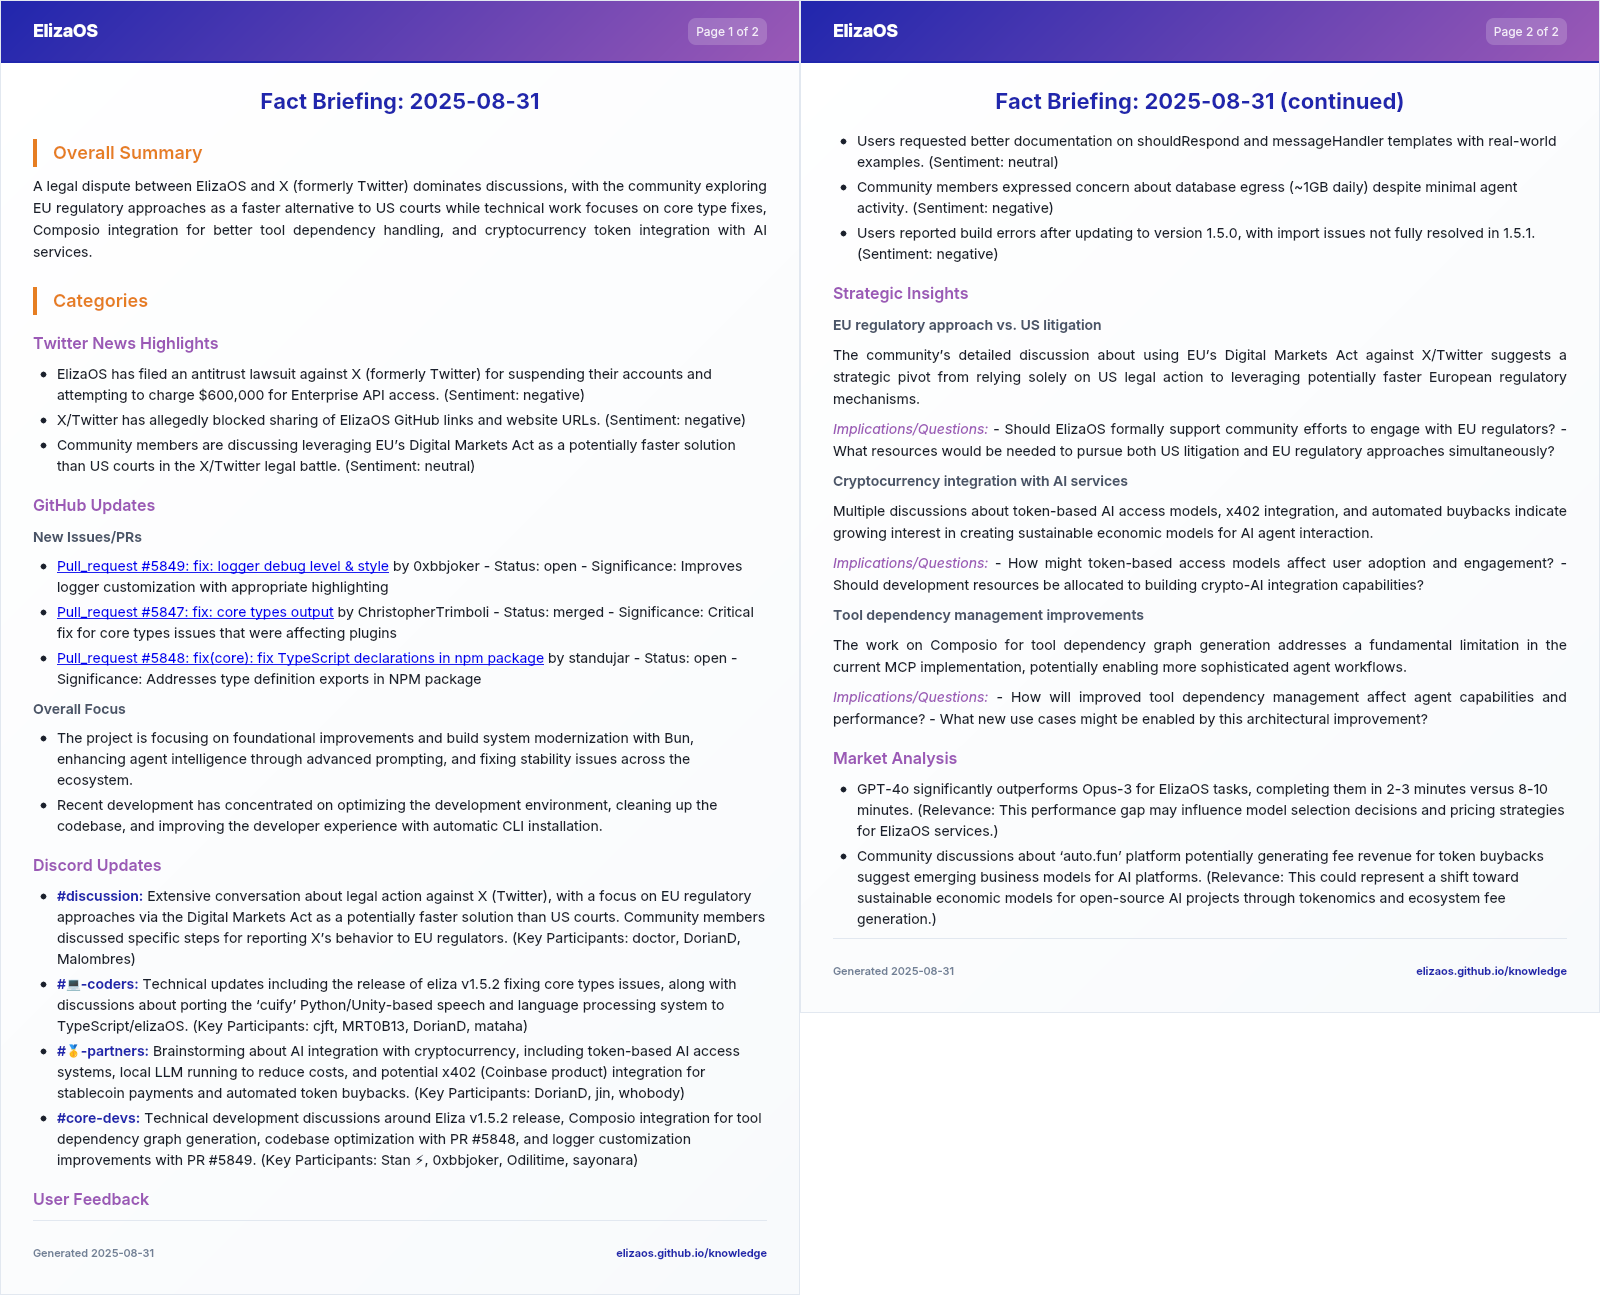 ElizaOS
Page 1 of 2
Fact Briefing: 2025-08-31
Overall Summary
A legal dispute between ElizaOS and X (formerly Twitter) dominates discussions, with the community exploring
EU regulatory approaches as a faster alternative to US courts while technical work focuses on core type fixes,
Composio integration for better tool dependency handling, and cryptocurrency token integration with AI
services.
Categories
Twitter News Highlights
• ElizaOS has filed an antitrust lawsuit against X (formerly Twitter) for suspending their accounts and
attempting to charge $600,000 for Enterprise API access. (Sentiment: negative)
• X/Twitter has allegedly blocked sharing of ElizaOS GitHub links and website URLs. (Sentiment: negative)
• Community members are discussing leveraging EU’s Digital Markets Act as a potentially faster solution
than US courts in the X/Twitter legal battle. (Sentiment: neutral)
GitHub Updates
New Issues/PRs
• Pull_request #5849: fix: logger debug level & style by 0xbbjoker - Status: open - Significance: Improves
logger customization with appropriate highlighting
• Pull_request #5847: fix: core types output by ChristopherTrimboli - Status: merged - Significance: Critical
fix for core types issues that were affecting plugins
• Pull_request #5848: fix(core): fix TypeScript declarations in npm package by standujar - Status: open -
Significance: Addresses type definition exports in NPM package
Overall Focus
• The project is focusing on foundational improvements and build system modernization with Bun,
enhancing agent intelligence through advanced prompting, and fixing stability issues across the
ecosystem.
• Recent development has concentrated on optimizing the development environment, cleaning up the
codebase, and improving the developer experience with automatic CLI installation.
Discord Updates
• #discussion: Extensive conversation about legal action against X (Twitter), with a focus on EU regulatory
approaches via the Digital Markets Act as a potentially faster solution than US courts. Community members
discussed specific steps for reporting X’s behavior to EU regulators. (Key Participants: doctor, DorianD,
Malombres)
• #💻-coders: Technical updates including the release of eliza v1.5.2 fixing core types issues, along with
discussions about porting the ‘cuify’ Python/Unity-based speech and language processing system to
TypeScript/elizaOS. (Key Participants: cjft, MRT0B13, DorianD, mataha)
• #🥇-partners: Brainstorming about AI integration with cryptocurrency, including token-based AI access
systems, local LLM running to reduce costs, and potential x402 (Coinbase product) integration for
stablecoin payments and automated token buybacks. (Key Participants: DorianD, jin, whobody)
• #core-devs: Technical development discussions around Eliza v1.5.2 release, Composio integration for tool
dependency graph generation, codebase optimization with PR #5848, and logger customization
improvements with PR #5849. (Key Participants: Stan ⚡, 0xbbjoker, Odilitime, sayonara)
User Feedback
Generated 2025-08-31
elizaos.github.io/knowledge
ElizaOS
Page 2 of 2
Fact Briefing: 2025-08-31 (continued)
• Users requested better documentation on shouldRespond and messageHandler templates with real-world
examples. (Sentiment: neutral)
• Community members expressed concern about database egress (~1GB daily) despite minimal agent
activity. (Sentiment: negative)
• Users reported build errors after updating to version 1.5.0, with import issues not fully resolved in 1.5.1.
(Sentiment: negative)
Strategic Insights
EU regulatory approach vs. US litigation
The community’s detailed discussion about using EU’s Digital Markets Act against X/Twitter suggests a
strategic pivot from relying solely on US legal action to leveraging potentially faster European regulatory
mechanisms.
Implications/Questions: - Should ElizaOS formally support community efforts to engage with EU regulators? -
What resources would be needed to pursue both US litigation and EU regulatory approaches simultaneously?
Cryptocurrency integration with AI services
Multiple discussions about token-based AI access models, x402 integration, and automated buybacks indicate
growing interest in creating sustainable economic models for AI agent interaction.
Implications/Questions: - How might token-based access models affect user adoption and engagement? -
Should development resources be allocated to building crypto-AI integration capabilities?
Tool dependency management improvements
The work on Composio for tool dependency graph generation addresses a fundamental limitation in the
current MCP implementation, potentially enabling more sophisticated agent workflows.
Implications/Questions: - How will improved tool dependency management affect agent capabilities and
performance? - What new use cases might be enabled by this architectural improvement?
Market Analysis
• GPT-4o significantly outperforms Opus-3 for ElizaOS tasks, completing them in 2-3 minutes versus 8-10
minutes. (Relevance: This performance gap may influence model selection decisions and pricing strategies
for ElizaOS services.)
• Community discussions about ‘auto.fun’ platform potentially generating fee revenue for token buybacks
suggest emerging business models for AI platforms. (Relevance: This could represent a shift toward
sustainable economic models for open-source AI projects through tokenomics and ecosystem fee
generation.)
Generated 2025-08-31
elizaos.github.io/knowledge